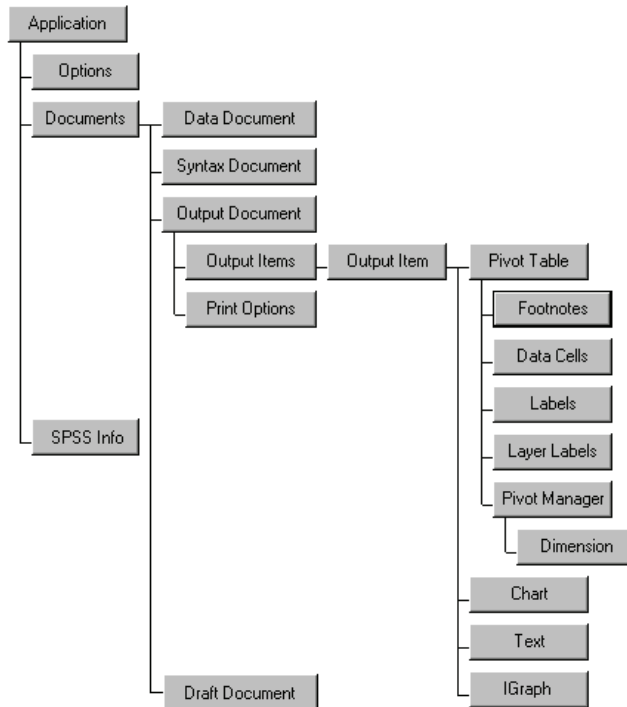 Application
Options
Documents
Data Document
Syntax Document
Output Document
Output Items
Output Item
Pivot Table
Print Options
Footnotes
Data Cells
Labels
SPSS Info
Layer Labels
Pivot Manager
Dimension
Chart
Text
IGraph
Draft Document